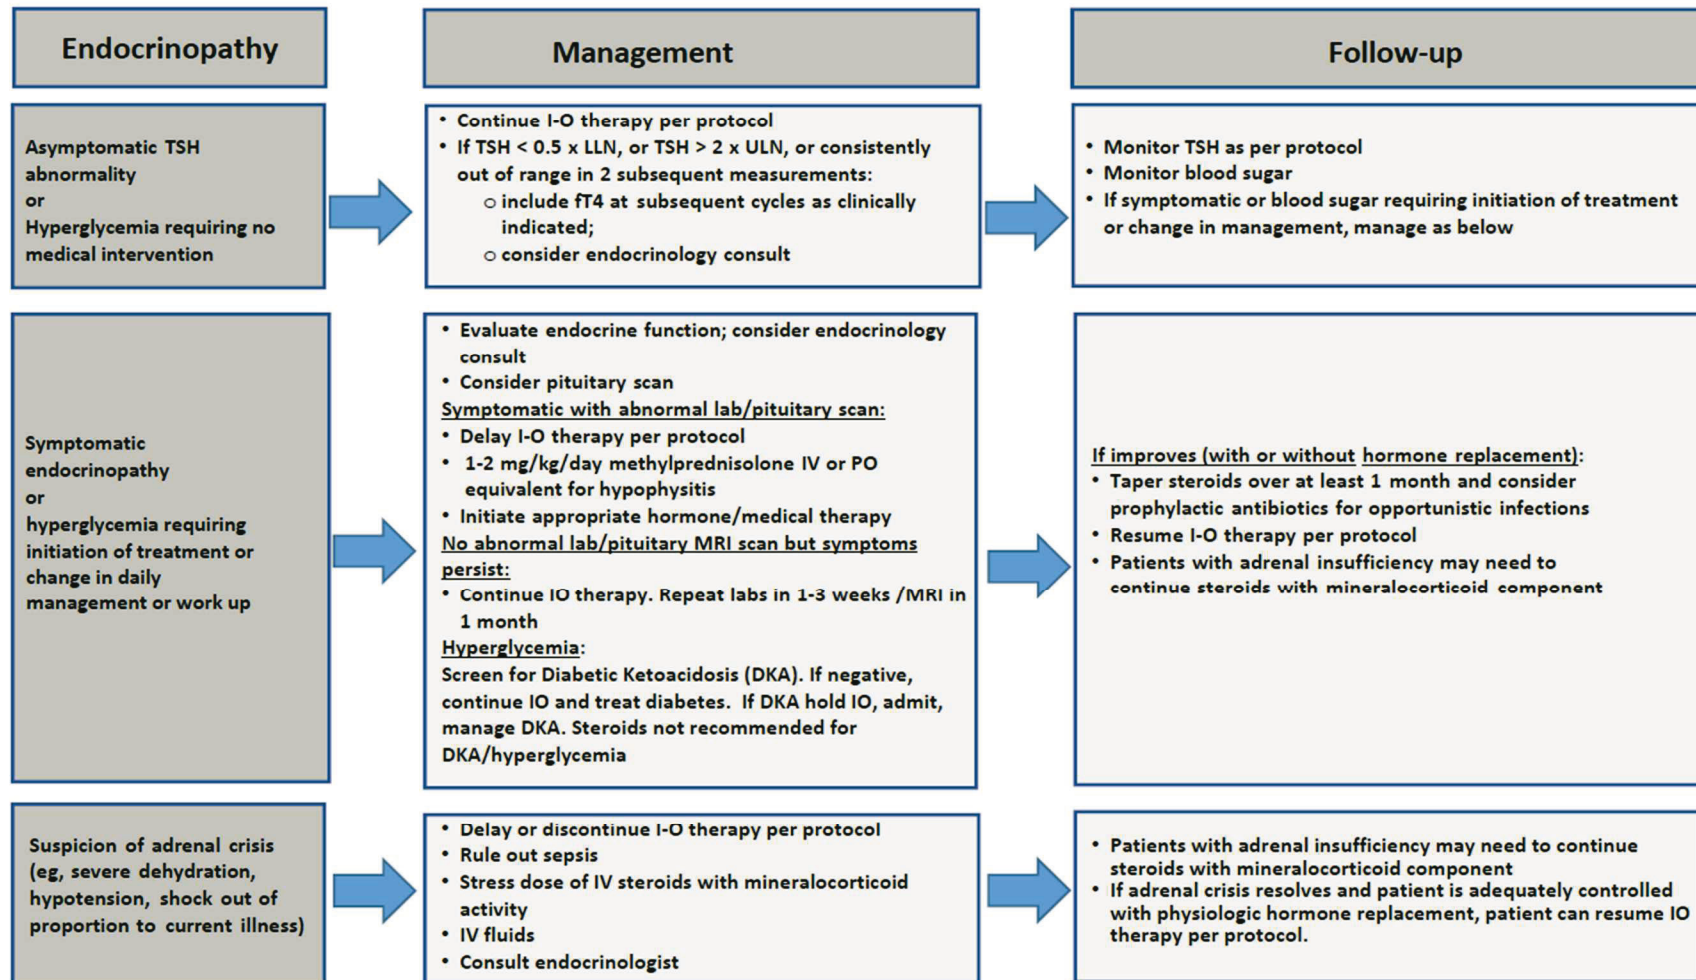 Endocrinopathy
Management
Follow-up
Asymptomatic TSH
abnormality
or
Hyperglycemia requiring no
medical intervention
• Continue I-O therapy per protocol
• If TSH < 0.5 x LLN, or TSH > 2 x ULN, or consistently
out of range in 2 subsequent measurements:
o include fT4 at subsequent cycles as clinically
indicated;
o consider endocrinology consult
• Monitor TSH as per protocol
• Monitor blood sugar
• If symptomatic or blood sugar requiring initiation of treatment
or change in management, manage as below
Symptomatic
endocrinopathy
or
hyperglycemia requiring
initiation of treatment or
change in daily
management or work up
• Evaluate endocrine function; consider endocrinology
consult
• Consider pituitary scan
Symptomatic with abnormal lab/pituitary scan:
• Delay I-O therapy per protocol
• 1-2 mg/kg/day methylprednisolone IV or PO
equivalent for hypophysitis
• Initiate appropriate hormone/medical therapy
No abnormal lab/pituitary MRI scan but symptoms
persist:
• Continue IO therapy. Repeat labs in 1-3 weeks /MRI in
1 month
Hyperglycemia:
Screen for Diabetic Ketoacidosis (DKA). If negative,
continue IO and treat diabetes. If DKA hold IO, admit,
manage DKA. Steroids not recommended for
DKA/hyperglycemia
If improves (with or without hormone replacement):
• Taper steroids over at least 1 month and consider
prophylactic antibiotics for opportunistic infections
• Resume I-O therapy per protocol
• Patients with adrenal insufficiency may need to
continue steroids with mineralocorticoid component
Suspicion of adrenal crisis
(eg, severe dehydration,
hypotension, shock out of
proportion to current illness)
• Delay or discontinue I-O therapy per protocol
• Rule out sepsis
• Stress dose of IV steroids with mineralocorticoid
activity
• IV fluids
• Consult endocrinologist
• Patients with adrenal insufficiency may need to continue
steroids with mineralocorticoid component
• If adrenal crisis resolves and patient is adequately controlled
with physiologic hormone replacement, patient can resume IO
therapy per protocol.